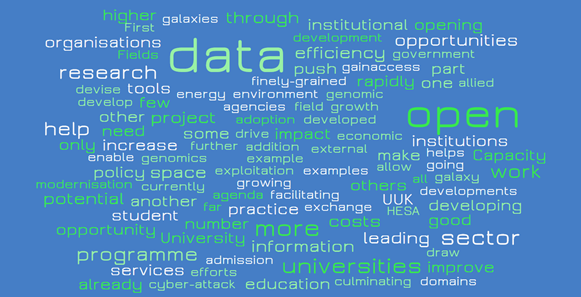 higher galaxies through institutional opening
First development opportunities
organisations Fields data efficiency government
research push gainaccess part
finely-grained rapidly one allied
devise tools energy environment genomic open
develop few agencies field growth
other project adoption developed
help need some drive impact economic institutions
only increase further addition external make helps Capacity
enable genomics example allow going work
policy space exploitation examples others all galaxy
modernisation currently growing developments
potential another agenda facilitating UUK
far practice exchange HESA developing
student number costs good
opportunity University more leading sector
information draw
programme admission universities improve
services efforts
already cyber-attack education culminating domains